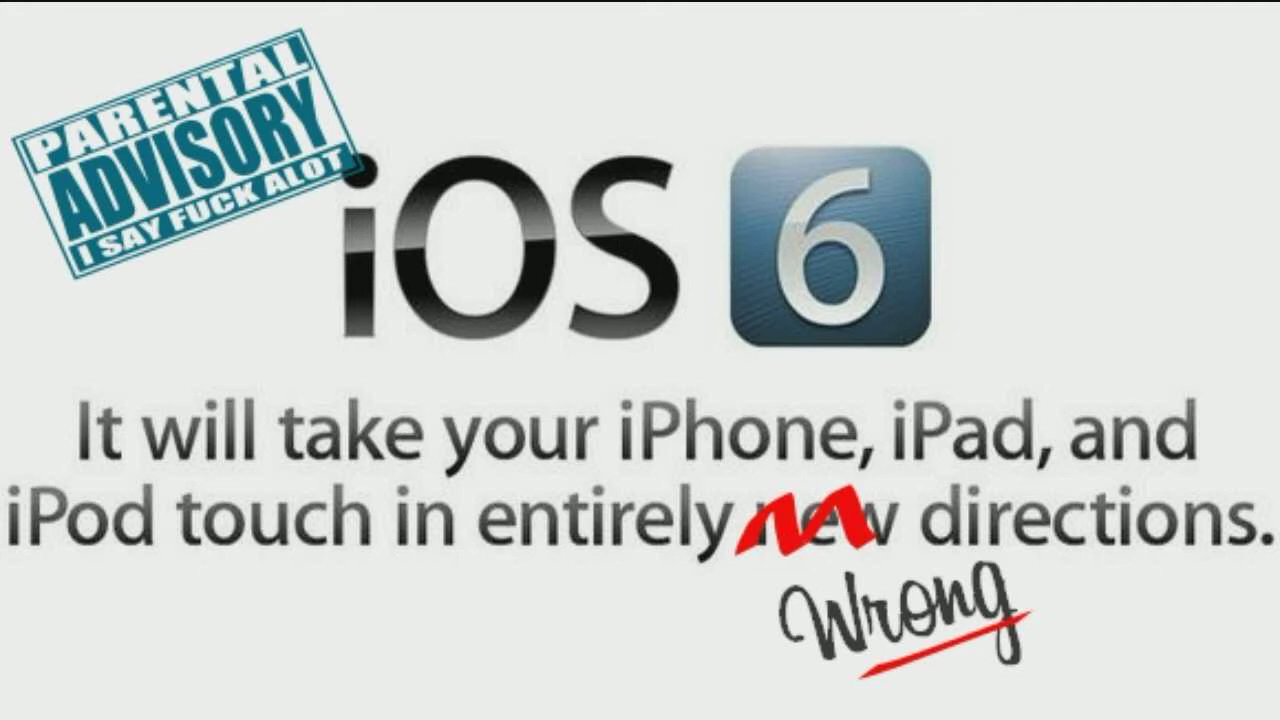 PARENTAL
ADVISORY
I SAY FUCK ALOT
iOS 6
It will take your iPhone, iPad, and
iPod touch in entirely new directions.
Wrong